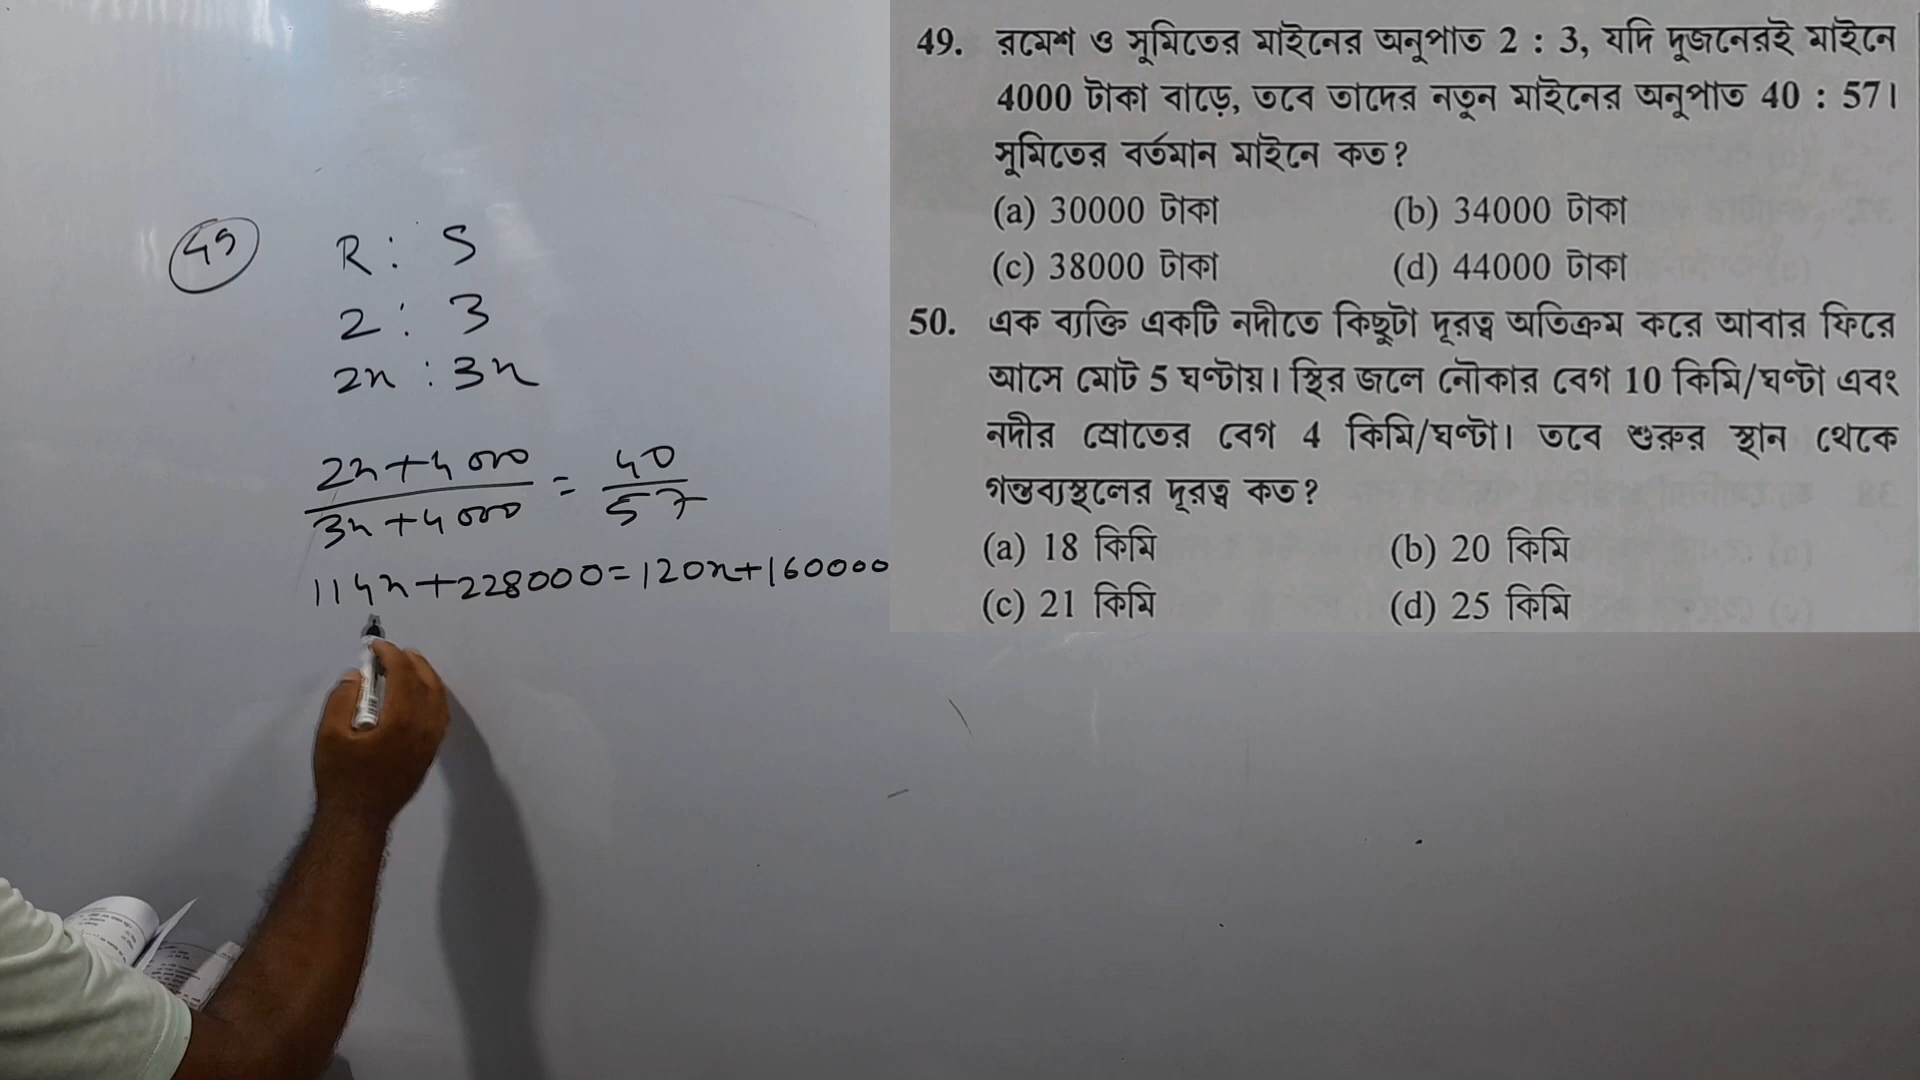 49
R : S
2 : 3
2x : 3x
2x+4000 / 3x+4000 = 40 / 57
114x+228000=120x+160000
49. রমেশ ও সুমিতের মাইনের অনুপাত 2 : 3, যদি দুজনেরই মাইনে
4000 টাকা বাড়ে, তবে তাদের নতুন মাইনের অনুপাত 40 : 57।
সুমিতের বর্তমান মাইনে কত?
(a) 30000 টাকা (b) 34000 টাকা
(c) 38000 টাকা (d) 44000 টাকা
50. এক ব্যক্তি একটি নদীতে কিছুটা দূরত্ব অতিক্রম করে আবার ফিরে
আসে মোট 5 ঘণ্টায়। স্থির জলে নৌকার বেগ 10 কিমি/ঘণ্টা এবং
নদীর স্রোতের বেগ 4 কিমি/ঘণ্টা। তবে শুরুর স্থান থেকে
গন্তব্যস্থলের দূরত্ব কত?
(a) 18 কিমি (b) 20 কিমি
(c) 21 কিমি (d) 25 কিমি